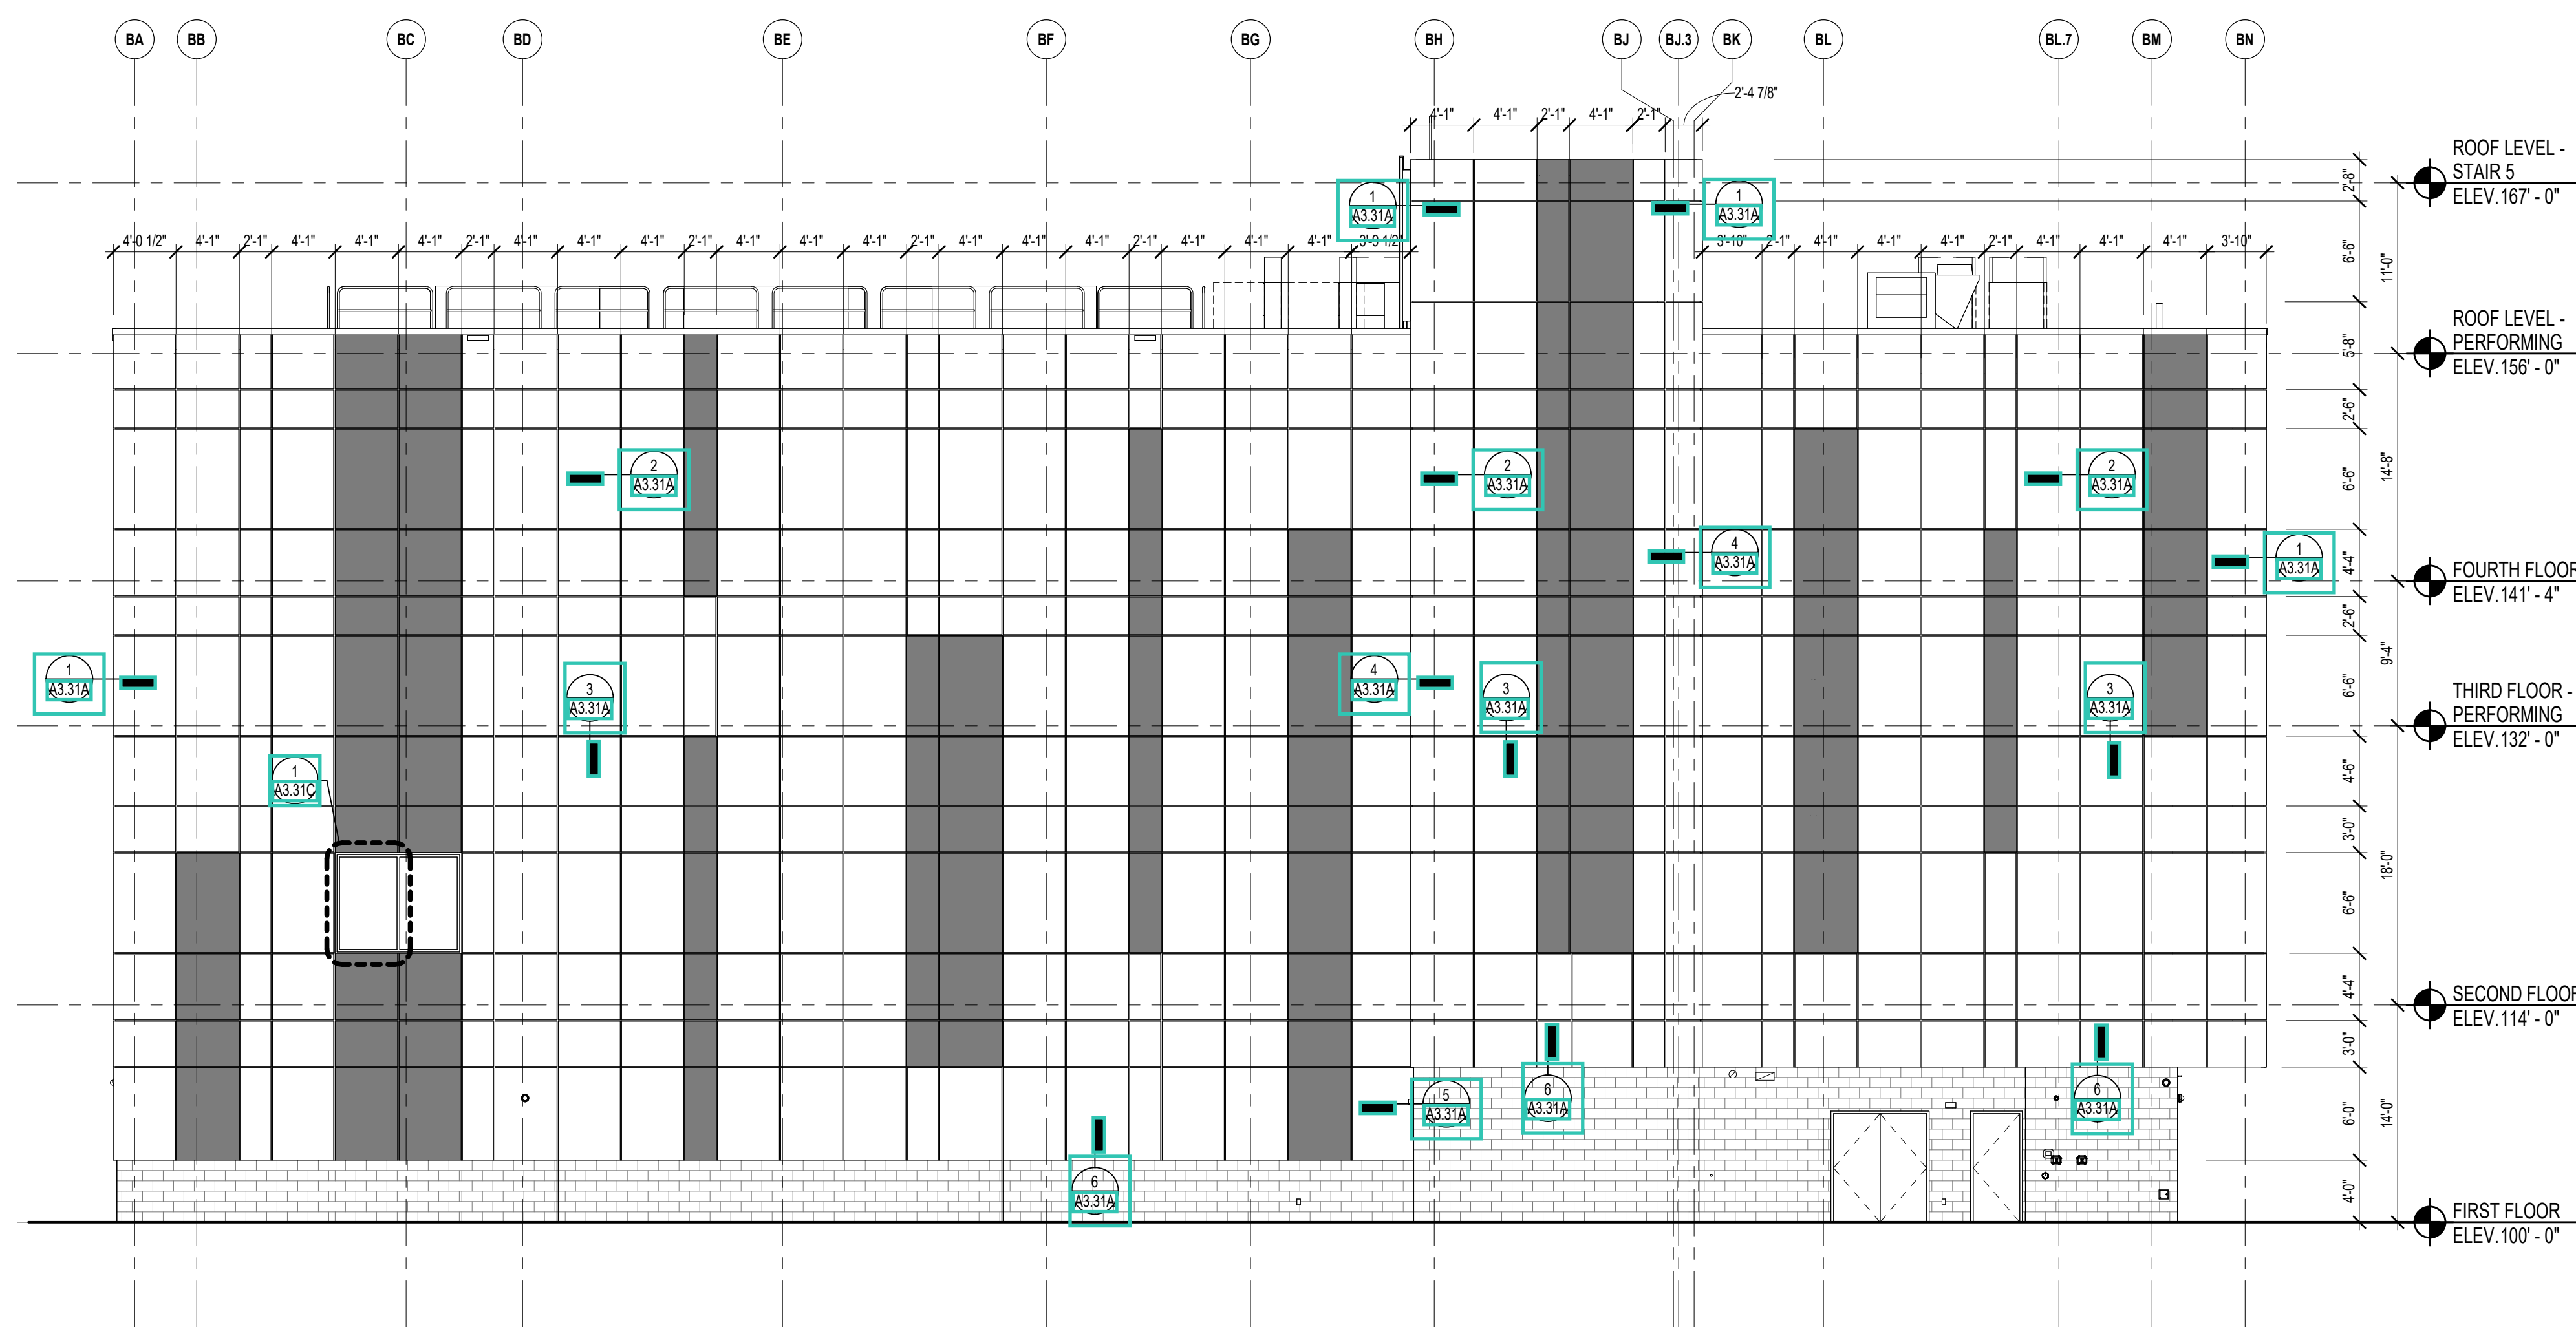 BA BB BC BD BE BF BG BH BJ BJ.3 BK BL BL.7 BM BN
2'-4 7/8"
4'-1" 4'-1" 2'-1" 4'-1" 2'-1"
ROOF LEVEL -
STAIR 5
ELEV.167' - 0"
2'-8"
1
A3.31A
1
A3.31A
4'-0 1/2" 4'-1" 2'-1" 4'-1" 4'-1" 4'-1" 2'-1" 4'-1" 4'-1" 4'-1" 2'-1" 4'-1" 4'-1" 2'-1" 4'-1" 4'-1" 4'-1" 2'-1" 4'-1" 4'-1" 4'-1" 3'-9 1/2" 3'-10" 2'-1" 4'-1" 4'-1" 4'-1" 2'-1" 4'-1" 4'-1" 4'-1" 3'-10"
6'-6"
11'-0"
ROOF LEVEL -
PERFORMING
ELEV.156' - 0"
5'-8"
2'-6"
2
A3.31A
2
A3.31A
2
A3.31A
6'-6"
14'-8"
4
A3.31A
1
A3.31A
4'-4"
FOURTH FLOOR
ELEV.141' - 4"
2'-6"
9'-4"
1
A3.31A
3
A3.31A
4
A3.31A
3
A3.31A
3
A3.31A
6'-6"
THIRD FLOOR -
PERFORMING
ELEV.132' - 0"
1
A3.31C
4'-6"
3'-0"
18'-0"
6'-6"
4'-4"
SECOND FLOOR
ELEV.114' - 0"
3'-0"
5
A3.31A
6
A3.31A
6
A3.31A
6'-0"
14'-0"
6
A3.31A
4'-0"
FIRST FLOOR
ELEV.100' - 0"